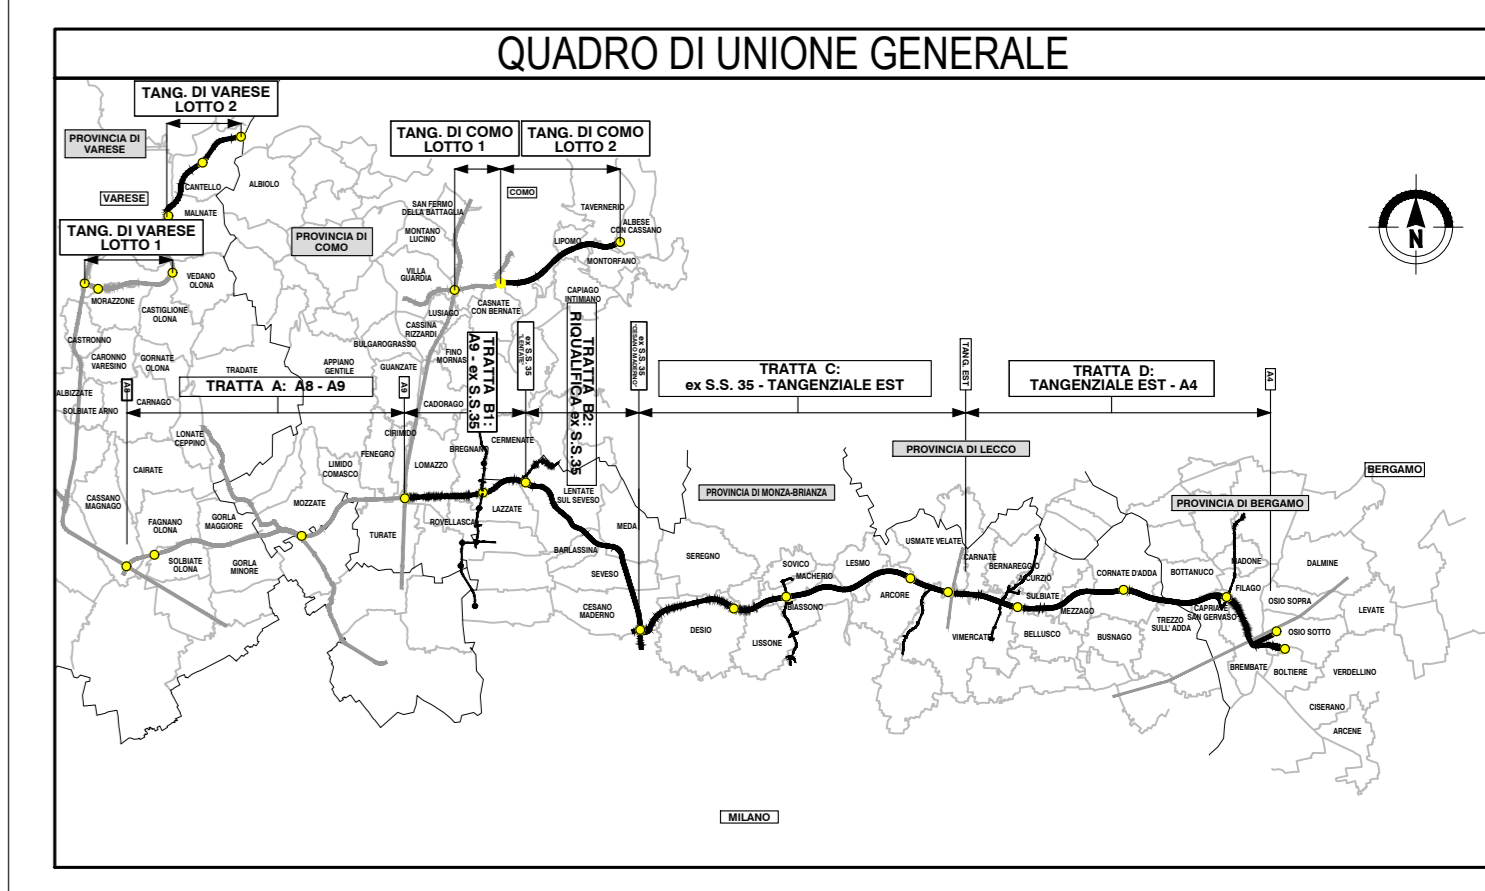 QUADRO DI UNIONE GENERALE
TANG. DI VARESE
LOTTO 2
PROVINCIA DI
VARESE
VARESE
CANTELLO
ALBIOLO
MALNATE
TANG. DI VARESE
LOTTO 1
PROVINCIA DI
COMO
TANG. DI COMO
LOTTO 1
TANG. DI COMO
LOTTO 2
COMO
SAN FERMO
DELLA BATTAGLIA
MONTANO
LUCINO
TAVERNERIO
ALBESE
CON CASSANO
LIPOMO
MONTORFANO
VILLA
GUARDIA
CAPIAGO
INTIMIANO
LUSIAGO
CASNATE
CON BERNATE
CASSINA
RIZZARDI
BULGAROGRASSO
FINO
MORNAS
VEDANO
OLONA
MORAZZONE
CASTIGLIONE
OLONA
CASTRONNO
CARONNO
VARESINO
GORNATE
OLONA
TRADATE
APPIANO
GENTILE
GUANZATE
ALBIZZATE
SOLBIATE ARNO
CARNAGO
A8
TRATTA A: A8 - A9
A9
CADORAGO
CIRIMIDO
FENEGRO
TRATTA B1:
A9 - ex S.S.35
ex S.S. 35
"LENTATE"
TRATTA B2:
RIQUALIFICA ex S.S.35
ex S.S. 35
"CESANO MADERNO"
TRATTA C:
ex S.S. 35 - TANGENZIALE EST
TANG. EST
TRATTA D:
TANGENZIALE EST - A4
A4
LONATE
CEPPINO
CAIRATE
LIMIDO
COMASCO
LOMAZZO
BREGNANO
CERMENATE
CASSANO
MAGNAGO
MOZZATE
GORLA
MAGGIORE
FAGNANO
OLONA
SOLBIATE
OLONA
GORLA
MINORE
TURATE
ROVELLASCA
LAZZATE
LENTATE
SUL SEVESO
MEDA
BARLASSINA
SEVESO
CESANO
MADERNO
PROVINCIA DI MONZA-BRIANZA
PROVINCIA DI LECCO
BERGAMO
PROVINCIA DI BERGAMO
SEREGNO
SOVICO
MACHERIO
BIASSONO
DESIO
LISSONE
LESMO
ARCORE
USMATE VELATE
CARNATE
BERNAREGGIO
SULBIATE
MEZZAGO
VIMERCATE
BELLUSCO
BUSNAGO
CORNATE D'ADDA
BOTTANUCO
TREZZO
SULL' ADDA
CAPRIATE
SAN GERVASO
MADONE
FILAGO
DALMINE
OSIO SOPRA
LEVATE
OSIO SOTTO
BREMBATE
BOLTIERE
VERDELLINO
CISERANO
ARCENE
MILANO
N